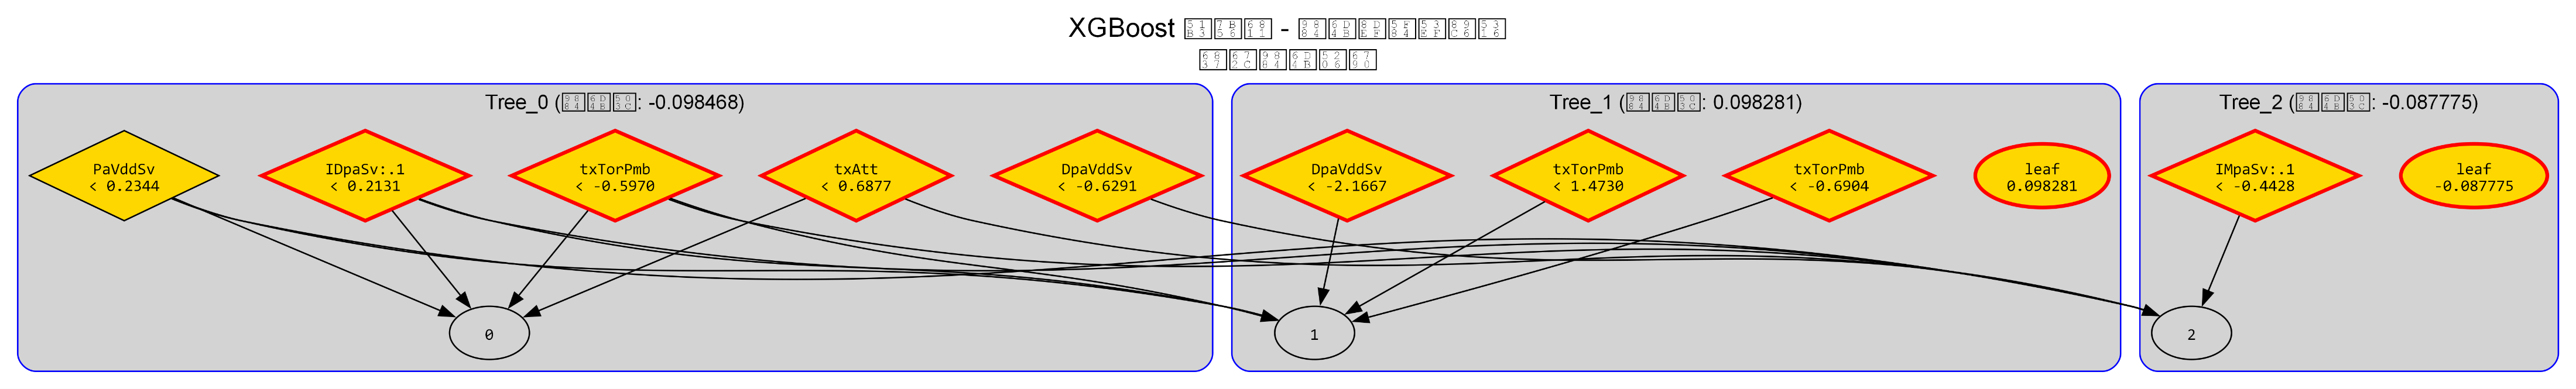 XGBoost -
Tree_0 (: -0.098468)
Tree_1 (: 0.098281)
Tree_2 (: -0.087775)
PaVddSv
< 0.2344
IDpaSv:.1
< 0.2131
txTorPmb
< -0.5970
txAtt
< 0.6877
DpaVddSv
< -0.6291
DpaVddSv
< -2.1667
txTorPmb
< 1.4730
txTorPmb
< -0.6904
leaf
0.098281
IMpaSv:.1
< -0.4428
leaf
-0.087775
0
1
2